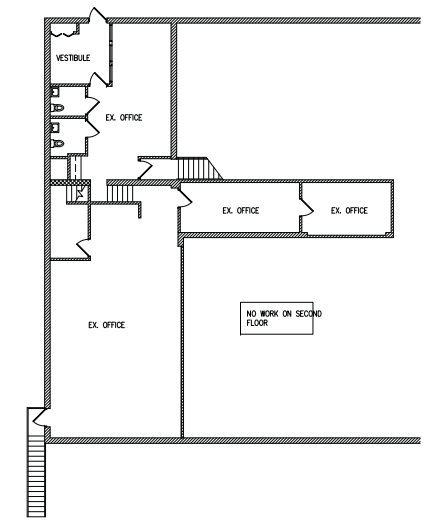 VESTIBULE
EX. OFFICE
EX. OFFICE
EX. OFFICE
NO WORK ON SECOND
FLOOR
EX. OFFICE